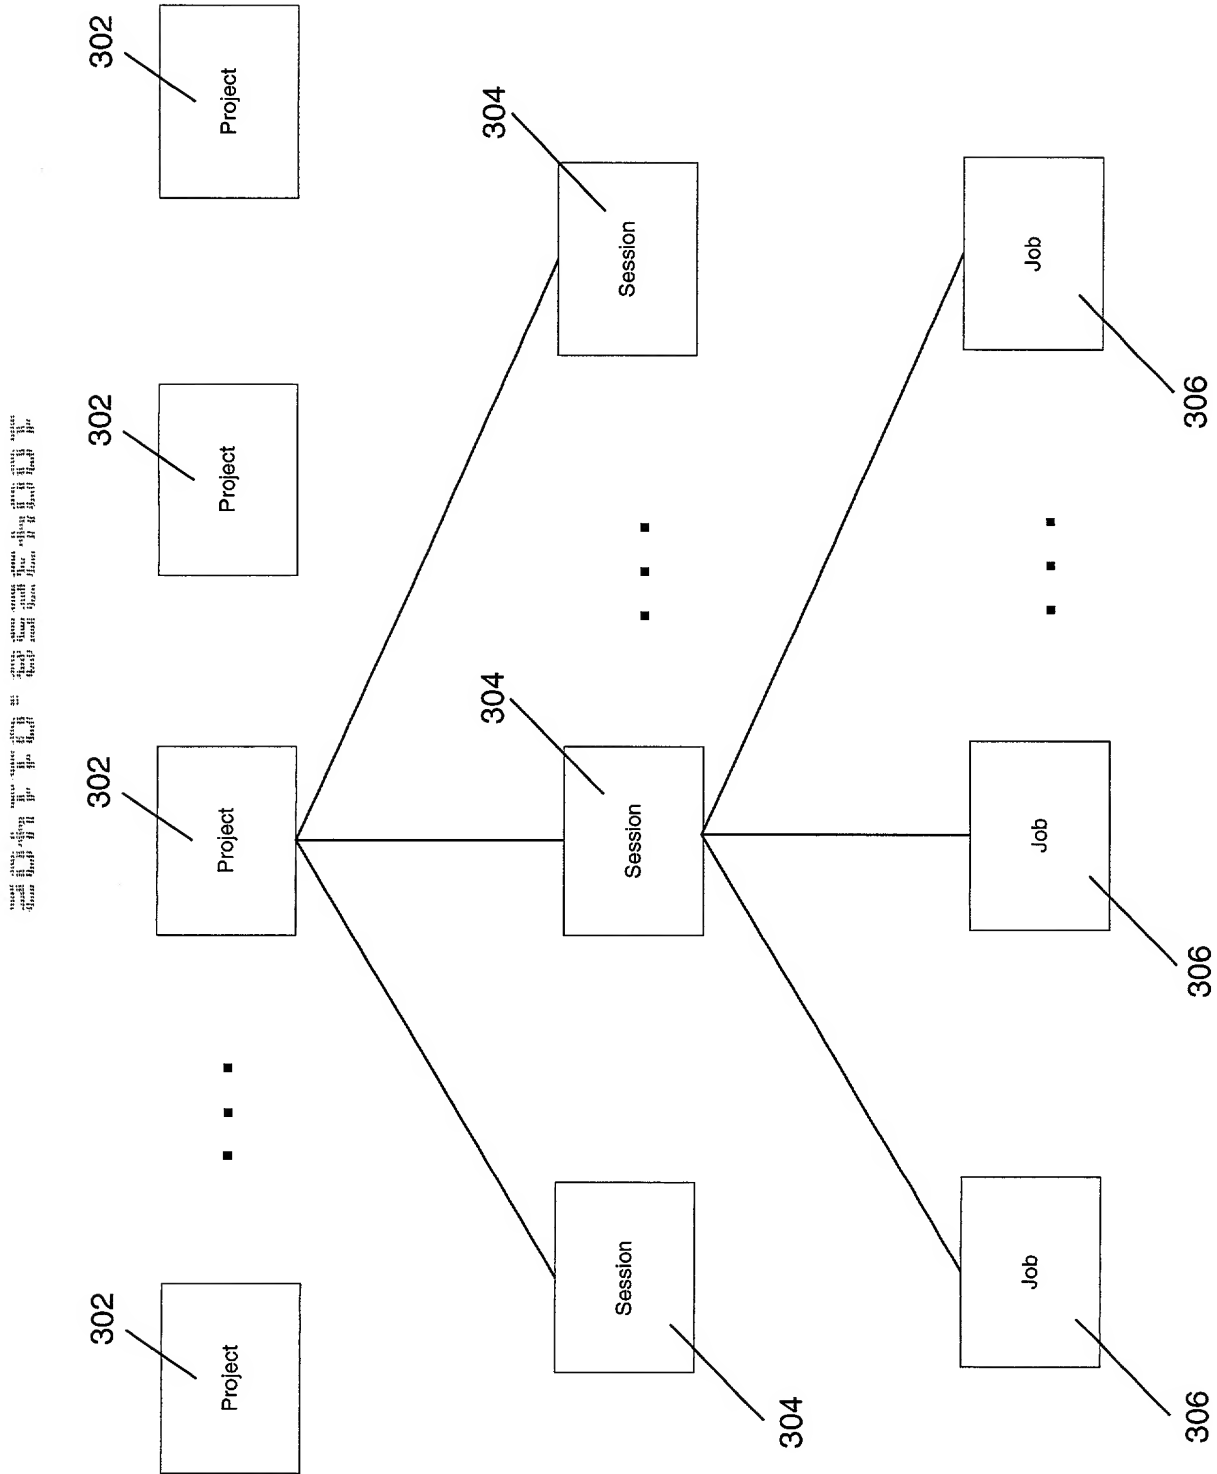 302 302 302 302
Project Project Project Project
304 304
Session Session Session
304
Job Job Job
306 306 306